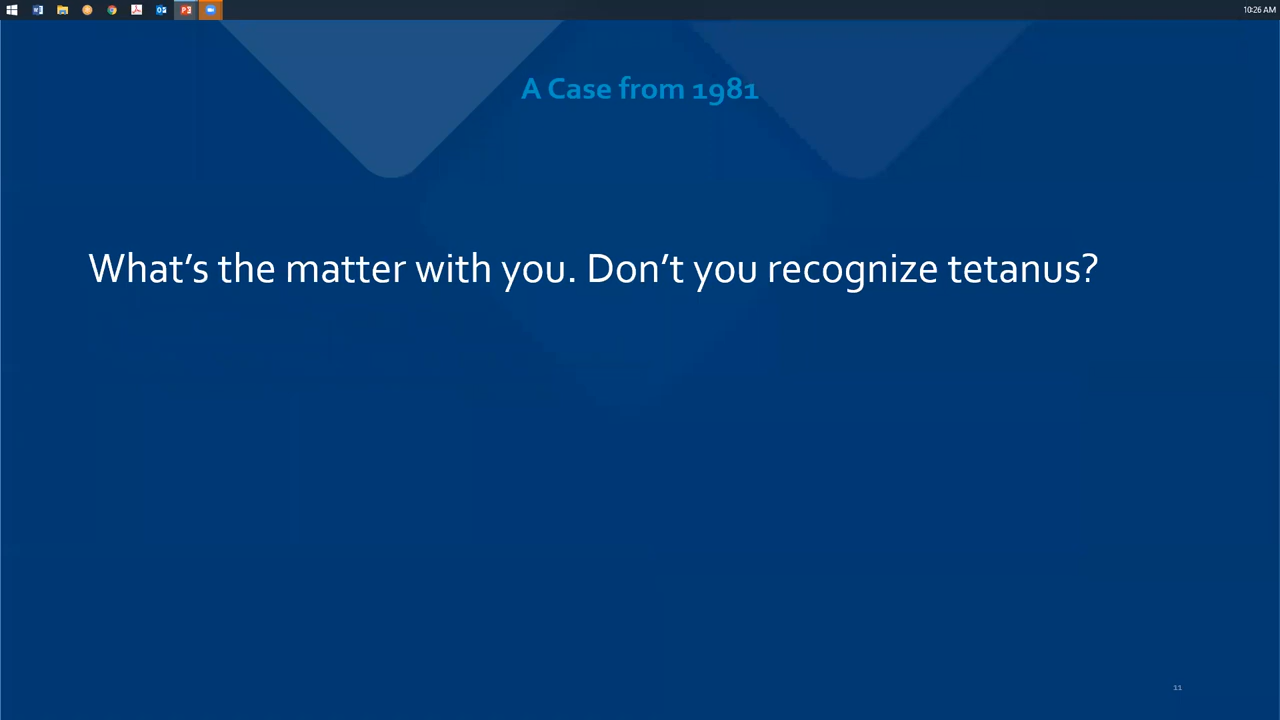 10:26 AM
A Case from 1981
What's the matter with you. Don't you recognize tetanus?
11